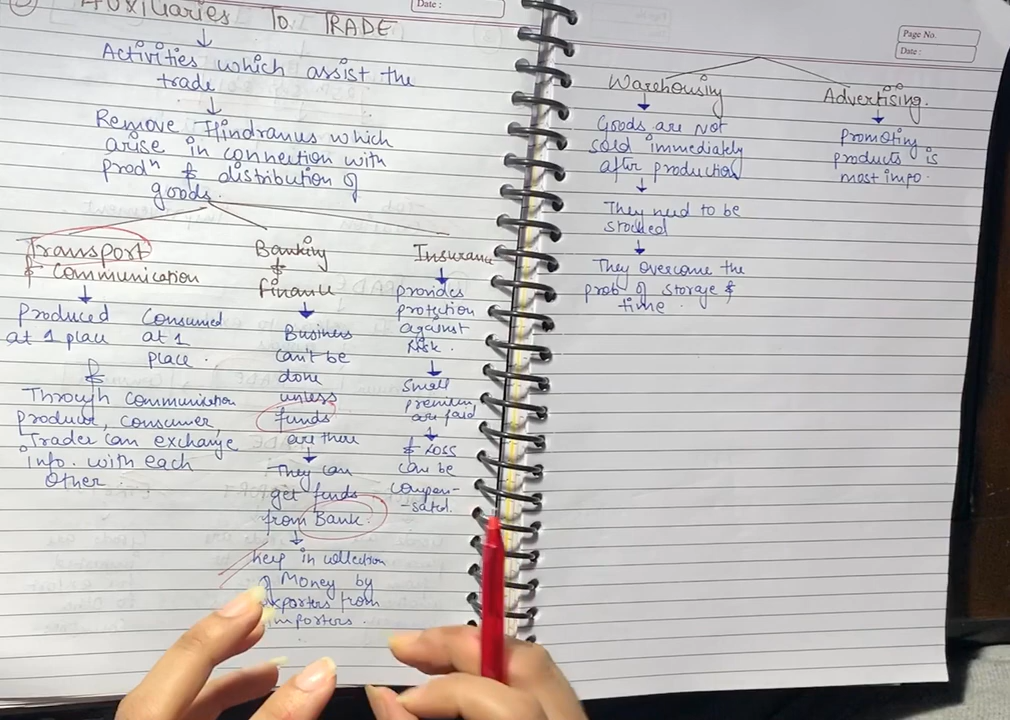 AUXILIARIES TO TRADE
Date :
Activities which assist the
trade
Remove Hindrances which
arise in connection with
prodn & distribution of
goods.
Transport
& Communication
Produced
at 1 place
Consumed
at 1
place.
&
Through communication
producer, consumer,
Trader can exchange
info. with each
Other.
Banking
&
finance
Business
can't be
done
unless
funds
are there
They can
get funds
from Bank.
Help in collection
of Money by
exporters from
importers.
Insurance
provides
protection
against
Risk.
Small
premium
are paid
& Loss
can be
compen-
-sated.
Page No.
Date :
Warehousing
Goods are not
sold immediately
after production
They need to be
stocked
They overcome the
prob of storage &
time.
Advertising.
Promoting
products is
most impo.